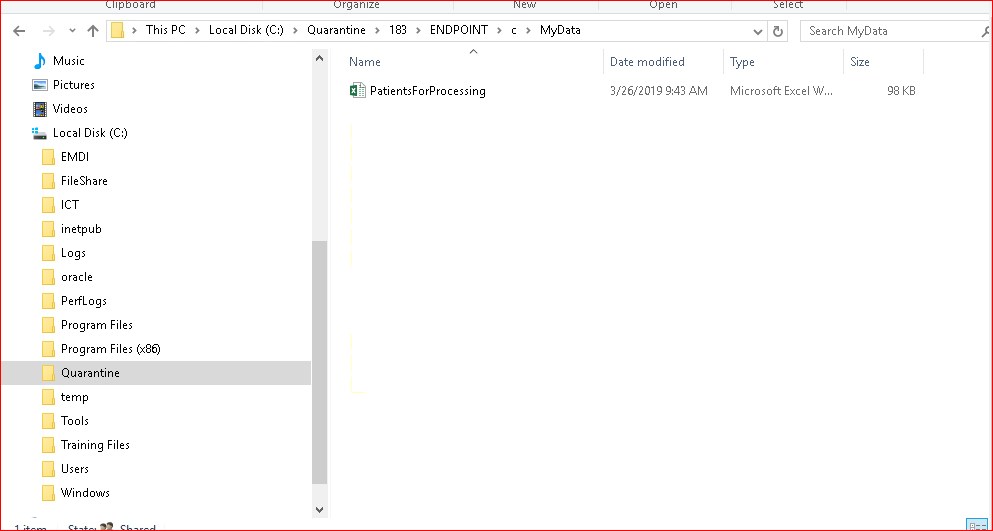 Clipboard Organize New Open Select
This PC > Local Disk (C:) > Quarantine > 183 > ENDPOINT > c > MyData
Search MyData
Music
Pictures
Videos
Local Disk (C:)
EMDI
FileShare
ICT
inetpub
Logs
oracle
PerfLogs
Program Files
Program Files (x86)
Quarantine
temp
Tools
Training Files
Users
Windows
Name Date modified Type Size
PatientsForProcessing 3/26/2019 9:43 AM Microsoft Excel W... 98 KB
1 item State: Shared